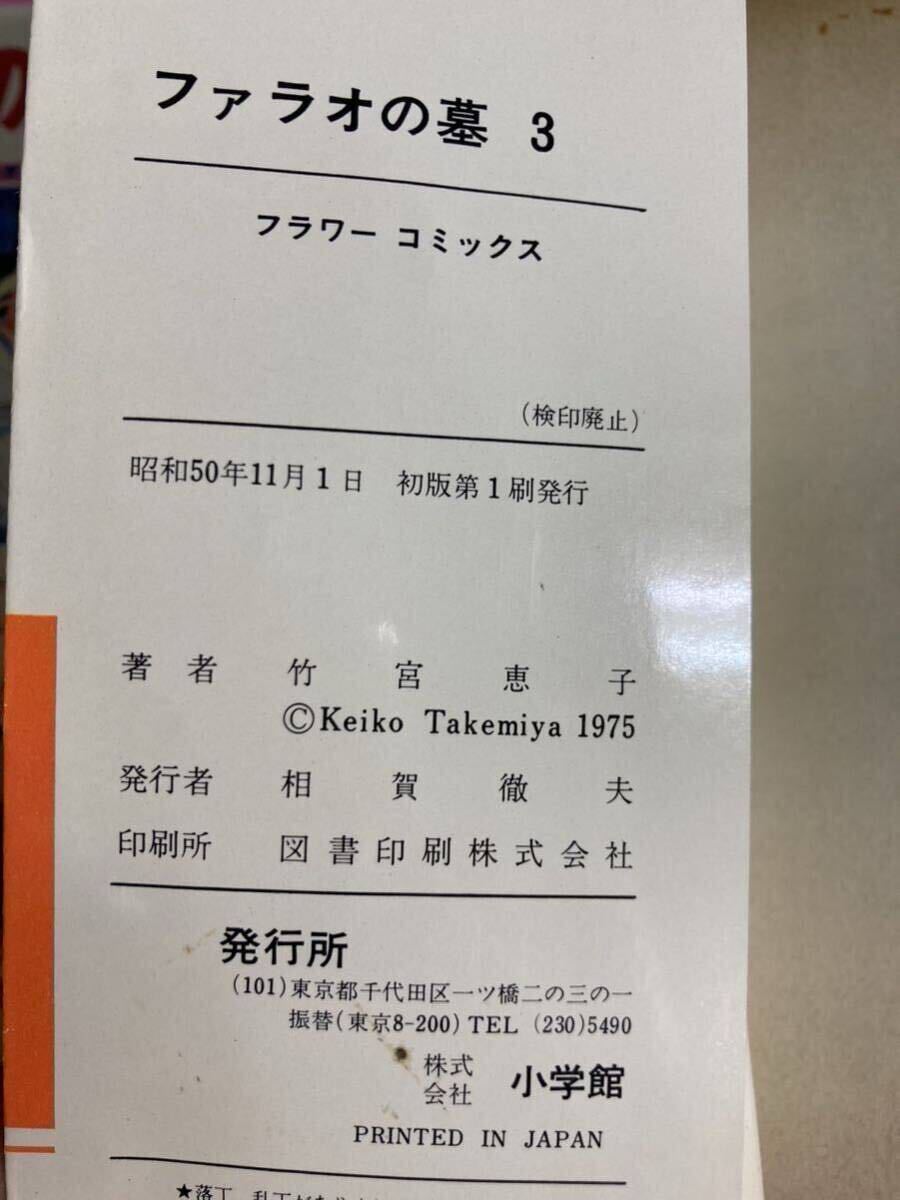 ファラオの墓 3
フラワー コミックス
(検印廃止)
昭和50年11月1日 初版第1刷発行
著者 竹宮恵子
©Keiko Takemiya 1975
発行者 相賀徹夫
印刷所 図書印刷株式会社
発行所
(101)東京都千代田区一ツ橋二の三の一
振替(東京8-200) TEL (230)5490
株式会社 小学館
PRINTED IN JAPAN